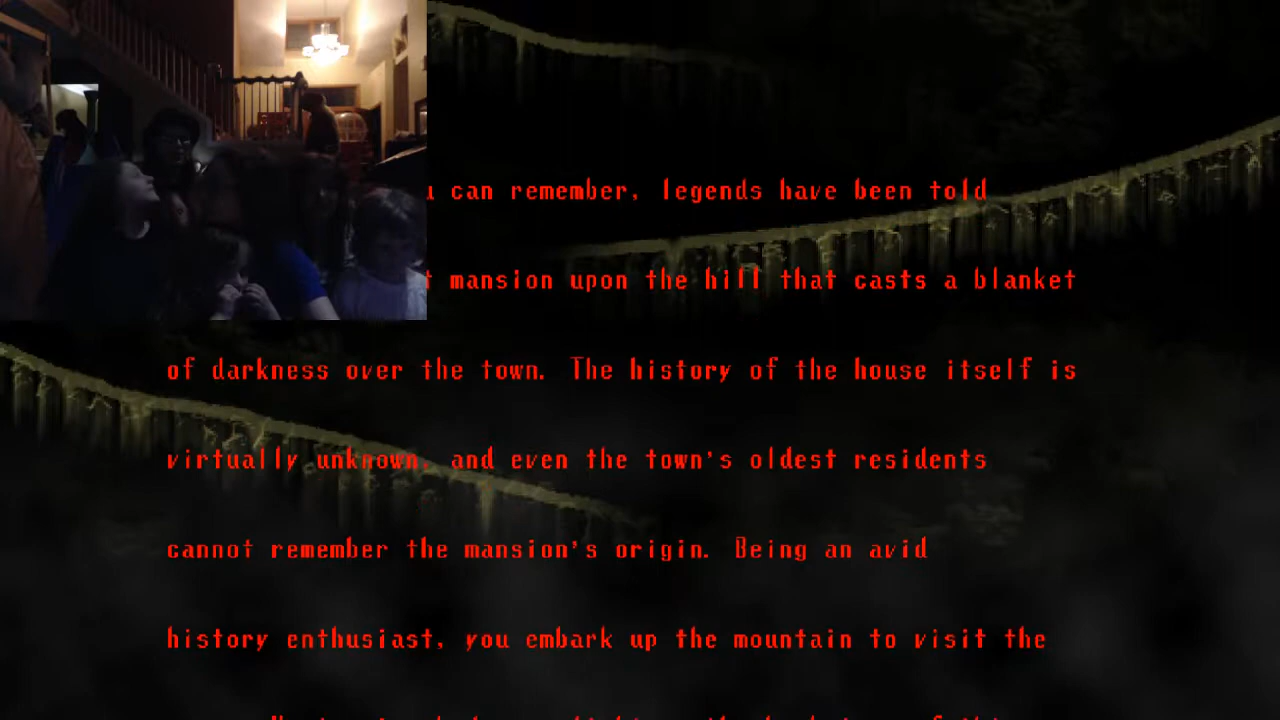 can remember, legends have been told
mansion upon the hill that casts a blanket
of darkness over the town. The history of the house itself is
virtually unknown, and even the town's oldest residents
cannot remember the mansion's origin. Being an avid
history enthusiast, you embark up the mountain to visit the